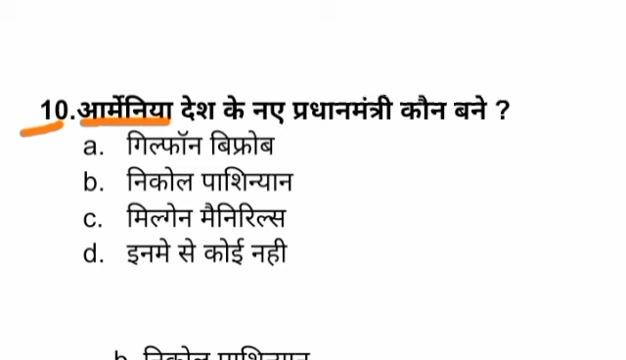 10.आर्मेनिया देश के नए प्रधानमंत्री कौन बने ?
a. गिल्फॉन बिफ्रोब
b. निकोल पाशिन्यान
c. मिल्गेन मैनिरिल्स
d. इनमे से कोई नही
b. निकोल पाशिन्यान